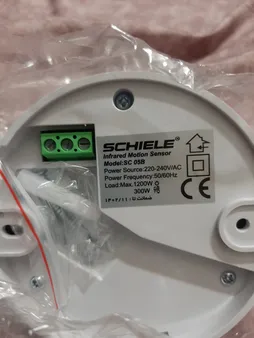 SCHIELE®
Infrared Motion Sensor
Model:SC 05B
Power Source:220-240V/AC
Power Frequency:50/60Hz
Load:Max.1200W
300W